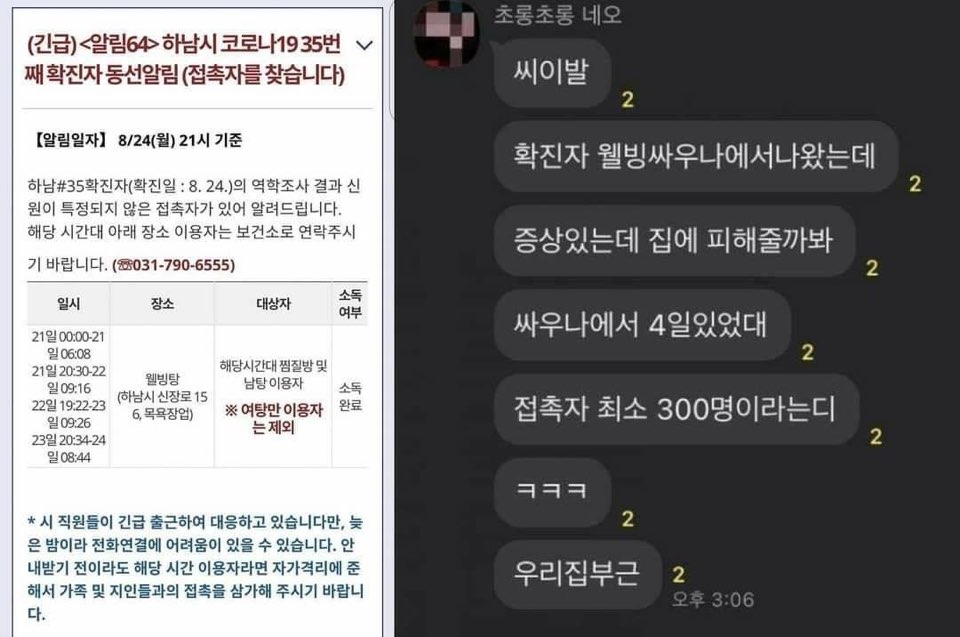 (긴급)<알림64> 하남시 코로나19 35번
째 확진자 동선알림 (접촉자를 찾습니다)
【알림일자】 8/24(월) 21시 기준
하남#35확진자(확진일 : 8. 24.)의 역학조사 결과 신
원이 특정되지 않은 접촉자가 있어 알려드립니다.
해당 시간대 아래 장소 이용자는 보건소로 연락주시
기 바랍니다. (☏031-790-6555)
일시
장소
대상자
소독
여부
21일 00:00-21
일 06:08
21일 20:30-22
일 09:16
22일 19:22-23
일 09:26
23일 20:34-24
일 08:44
웰빙탕
(하남시 신장로 15
6, 목욕장업)
해당시간대 찜질방 및
남탕 이용자
※ 여탕만 이용자
는 제외
소독
완료
* 시 직원들이 긴급 출근하여 대응하고 있습니다만, 늦
은 밤이라 전화연결에 어려움이 있을 수 있습니다. 안
내받기 전이라도 해당 시간 이용자라면 자가격리에 준
해서 가족 및 지인들과의 접촉을 삼가해 주시기 바랍니
다.
초롱초롱 네오
씨이발
2
확진자 웰빙싸우나에서나왔는데
2
증상있는데 집에 피해줄까봐
2
싸우나에서 4일있었대
2
접촉자 최소 300명이라는디
2
ㅋㅋㅋ
2
우리집부근
2
오후 3:06